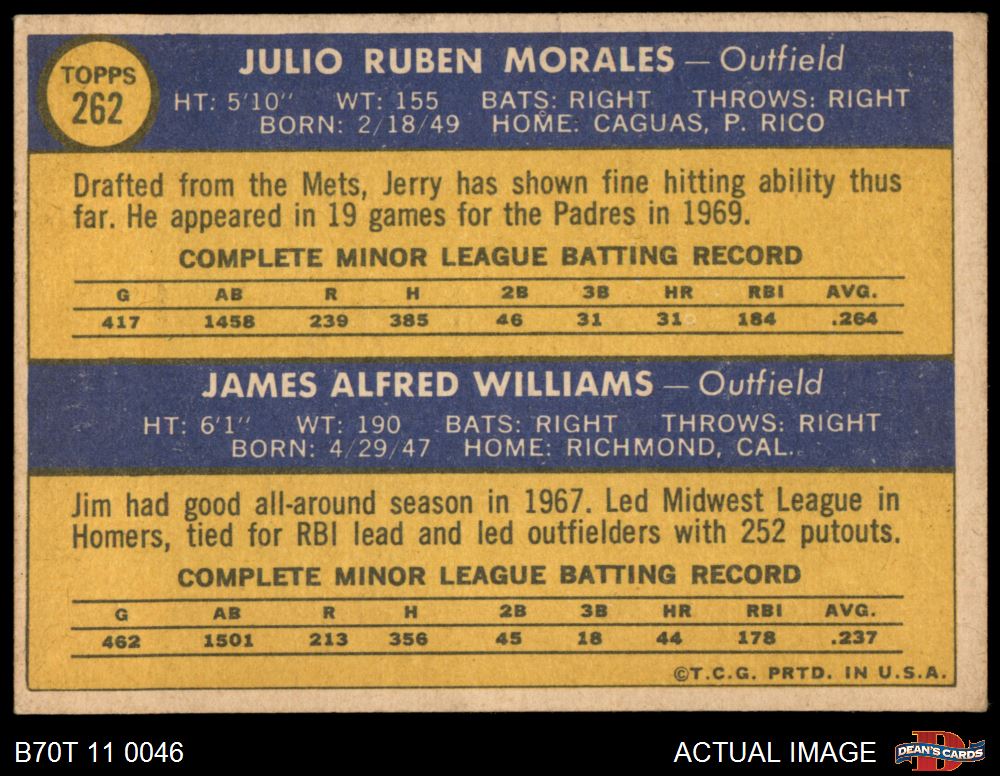 TOPPS
262
JULIO RUBEN MORALES — Outfield
HT: 5'10" WT: 155 BATS: RIGHT THROWS: RIGHT
BORN: 2/18/49 HOME: CAGUAS, P. RICO
Drafted from the Mets, Jerry has shown fine hitting ability thus
far. He appeared in 19 games for the Padres in 1969.
COMPLETE MINOR LEAGUE BATTING RECORD
G AB R H 2B 3B HR RBI AVG.
417 1458 239 385 46 31 31 184 .264
JAMES ALFRED WILLIAMS — Outfield
HT: 6'1" WT: 190 BATS: RIGHT THROWS: RIGHT
BORN: 4/29/47 HOME: RICHMOND, CAL.
Jim had good all-around season in 1967. Led Midwest League in
Homers, tied for RBI lead and led outfielders with 252 putouts.
COMPLETE MINOR LEAGUE BATTING RECORD
G AB R H 2B 3B HR RBI AVG.
462 1501 213 356 45 18 44 178 .237
©T.C.G. PRTD. IN U.S.A.
B70T 11 0046
ACTUAL IMAGE
D
DEAN'S CARDS